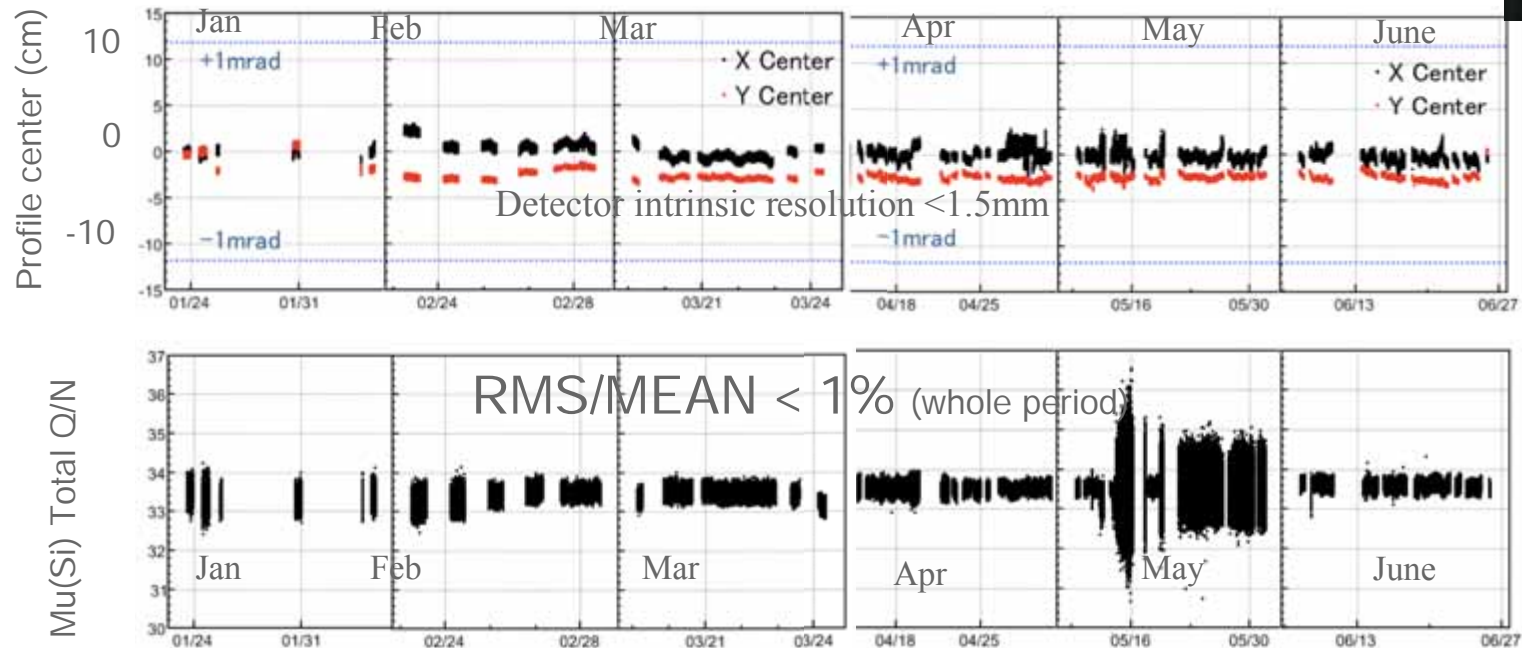 Profile center (cm)
10
0
-10
15
10
5
0
-5
-10
-15
Jan
Feb
Mar
Apr
May
June
+1mrad
X Center
Y Center
+1mrad
X Center
Y Center
Detector intrinsic resolution <1.5mm
-1mrad
-1mrad
01/24
01/31
02/24
02/28
03/21
03/24
04/18
04/25
05/16
05/30
06/13
06/27
Mu(Si) Total Q/N
37
36
35
34
33
32
31
30
RMS/MEAN < 1% (whole period)
Jan
Feb
Mar
Apr
May
June
01/24
01/31
02/24
02/28
03/21
03/24
04/18
04/25
05/16
05/30
06/13
06/27